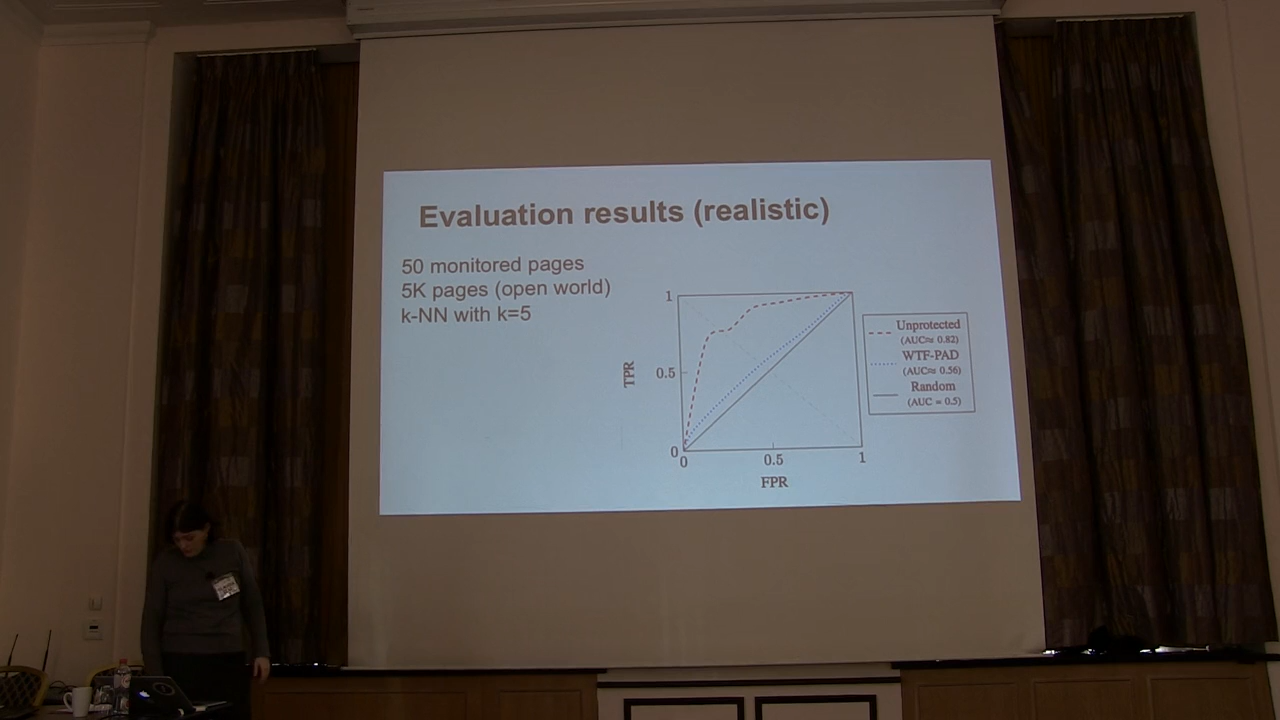 Evaluation results (realistic)
50 monitored pages
5K pages (open world)
k-NN with k=5
1
0.5
0
0
0.5
1
TPR
FPR
Unprotected
(AUC≈ 0.82)
WTF-PAD
(AUC≈ 0.56)
Random
(AUC = 0.5)